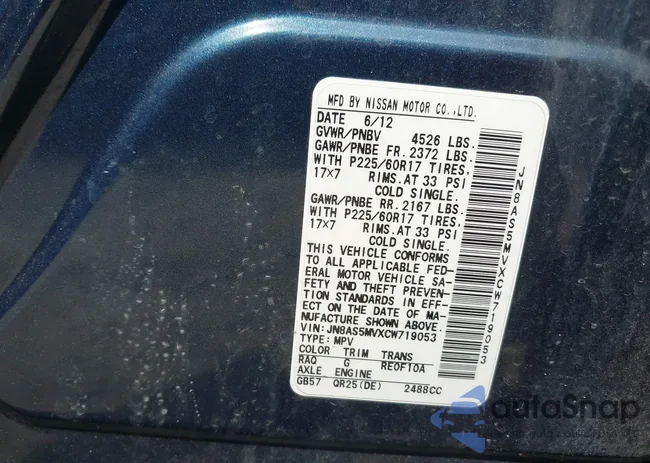 MFD BY NISSAN MOTOR CO.,LTD.
DATE 6/12
GVWR/PNBV 4526 LBS.
GAWR/PNBE FR. 2372 LBS.
WITH P225/60R17 TIRES,
17×7 RIMS.AT 33 PSI
COLD SINGLE.
GAWR/PNBE RR. 2167 LBS.
WITH P225/60R17 TIRES,
17×7 RIMS.AT 33 PSI
COLD SINGLE.
THIS VEHICLE CONFORMS
TO ALL APPLICABLE FED-
ERAL MOTOR VEHICLE SA-
FETY AND THEFT PREVEN-
TION STANDARDS IN EFF-
ECT ON THE DATE OF MA-
NUFACTURE SHOWN ABOVE.
VIN: JN8AS5MVXCW719053
TYPE: MPV
COLOR TRIM TRANS
RAQ G RE0F10A
AXLE ENGINE
GB57 QR25(DE) 2488CC
JN8AS5MVXCW719053
autoSnap